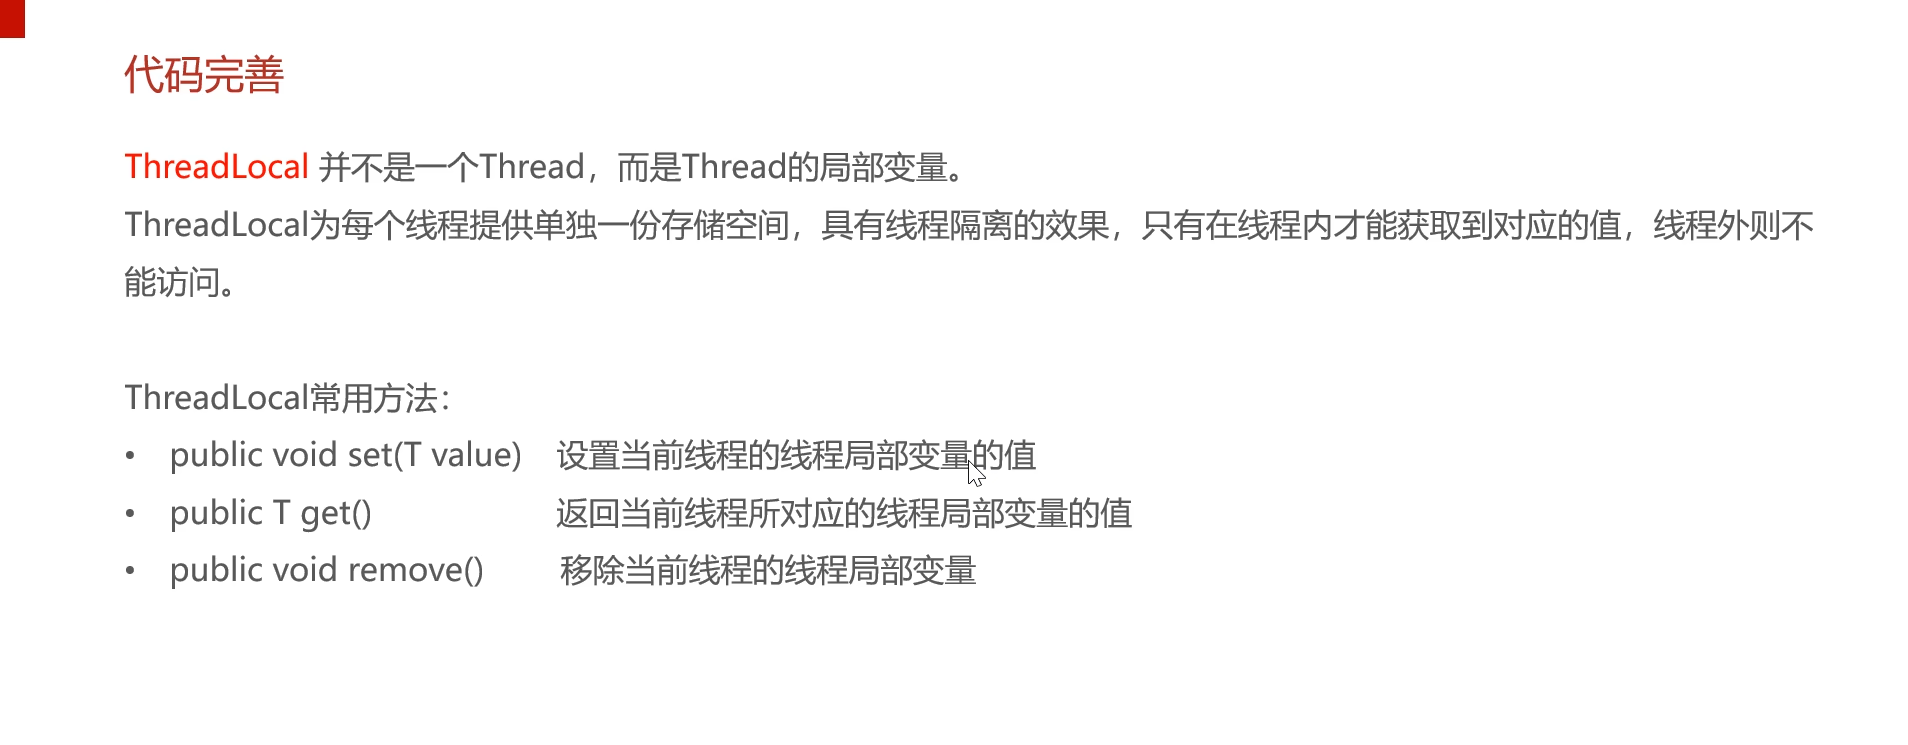 代码完善
ThreadLocal 并不是一个Thread，而是Thread的局部变量。
ThreadLocal为每个线程提供单独一份存储空间，具有线程隔离的效果，只有在线程内才能获取到对应的值，线程外则不
能访问。
ThreadLocal常用方法：
• public void set(T value) 设置当前线程的线程局部变量的值
• public T get() 返回当前线程所对应的线程局部变量的值
• public void remove() 移除当前线程的线程局部变量